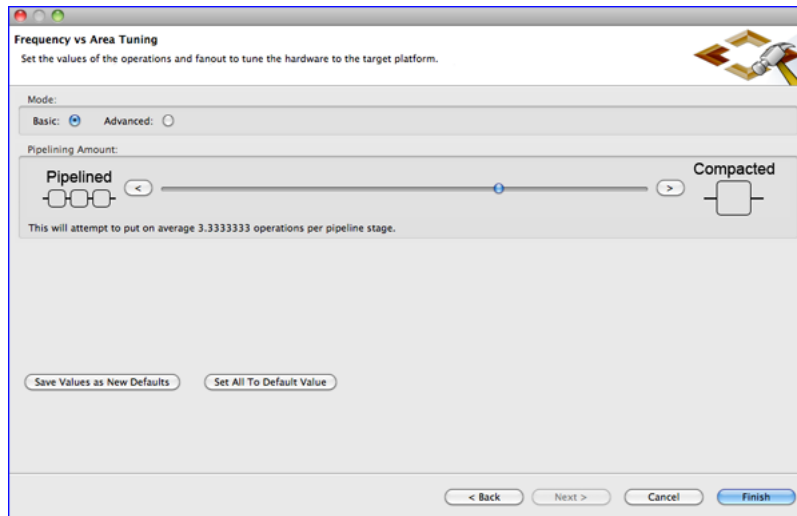 Frequency vs Area Tuning
Set the values of the operations and fanout to tune the hardware to the target platform.
Mode:
Basic: Advanced:
Pipelining Amount:
Pipelined < > Compacted
This will attempt to put on average 3.3333333 operations per pipeline stage.
Save Values as New Defaults Set All To Default Value
< Back Next > Cancel Finish